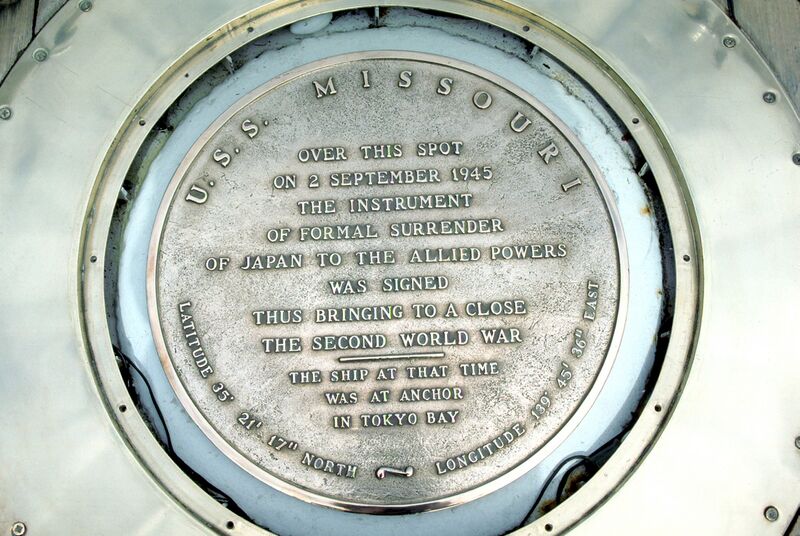 U.S.S. MISSOURI
OVER THIS SPOT
ON 2 SEPTEMBER 1945
THE INSTRUMENT
OF FORMAL SURRENDER
OF JAPAN TO THE ALLIED POWERS
WAS SIGNED
THUS BRINGING TO A CLOSE
THE SECOND WORLD WAR
THE SHIP AT THAT TIME
WAS AT ANCHOR
IN TOKYO BAY
LATITUDE 35° 21' - 17" NORTH
LONGITUDE 139° 45' 36" EAST